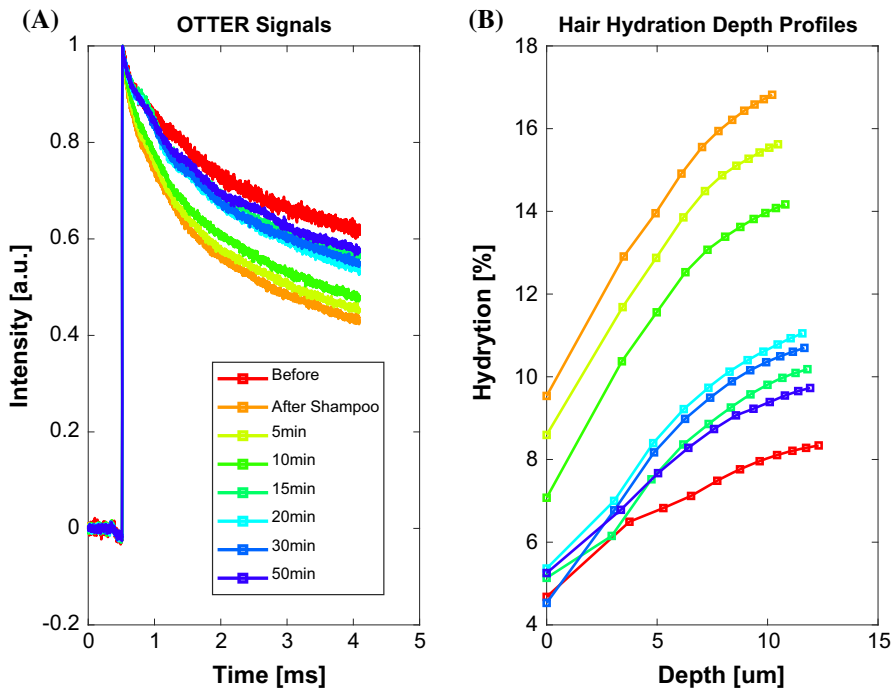 (A)
OTTER Signals
1
0.8
0.6
0.4
0.2
0
-0.2
Intensity [a.u.]
Before
After Shampoo
5min
10min
15min
20min
30min
50min
0 1 2 3 4 5
Time [ms]
(B)
Hair Hydration Depth Profiles
18
16
14
12
10
8
6
4
Hydrytion [%]
0 5 10 15
Depth [um]